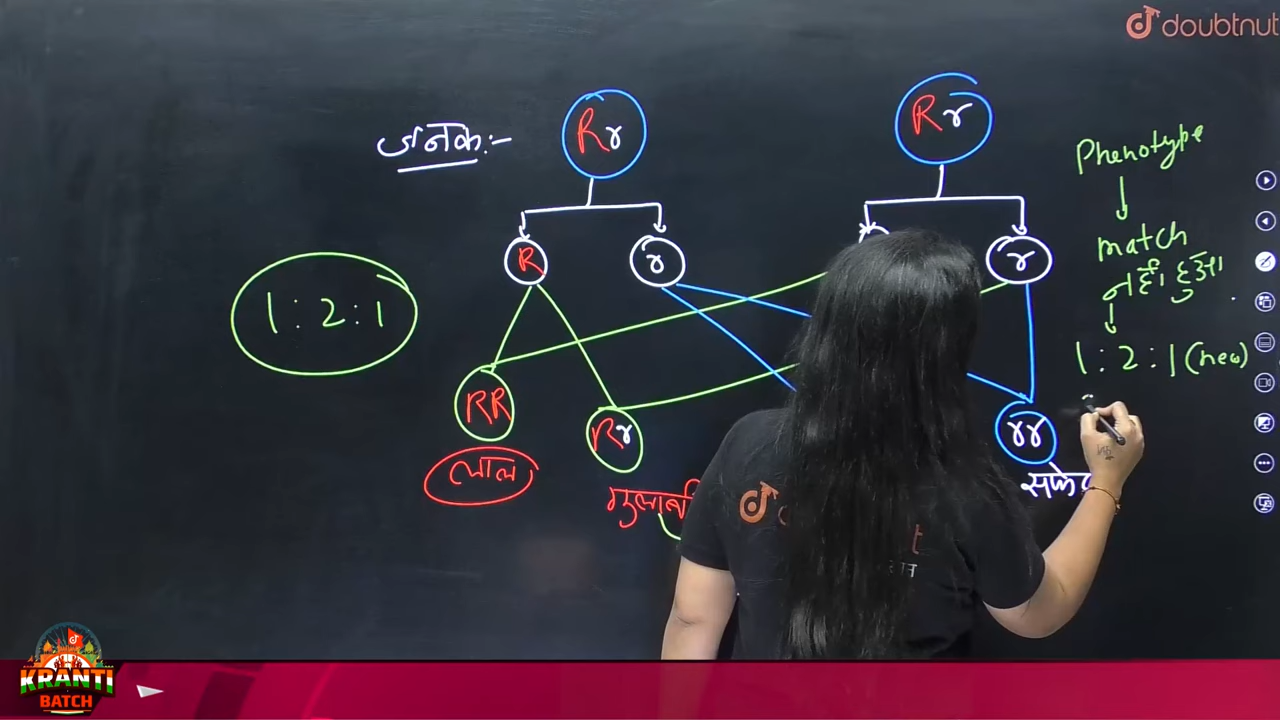 doubtnut
जनक:-
Rr
Rr
Phenotype
match
नहीं हुआ
1:2:1 (new)
R
r
r
1:2:1
RR
Rr
rr
लाल
गुलाबी
KRANTI
BATCH